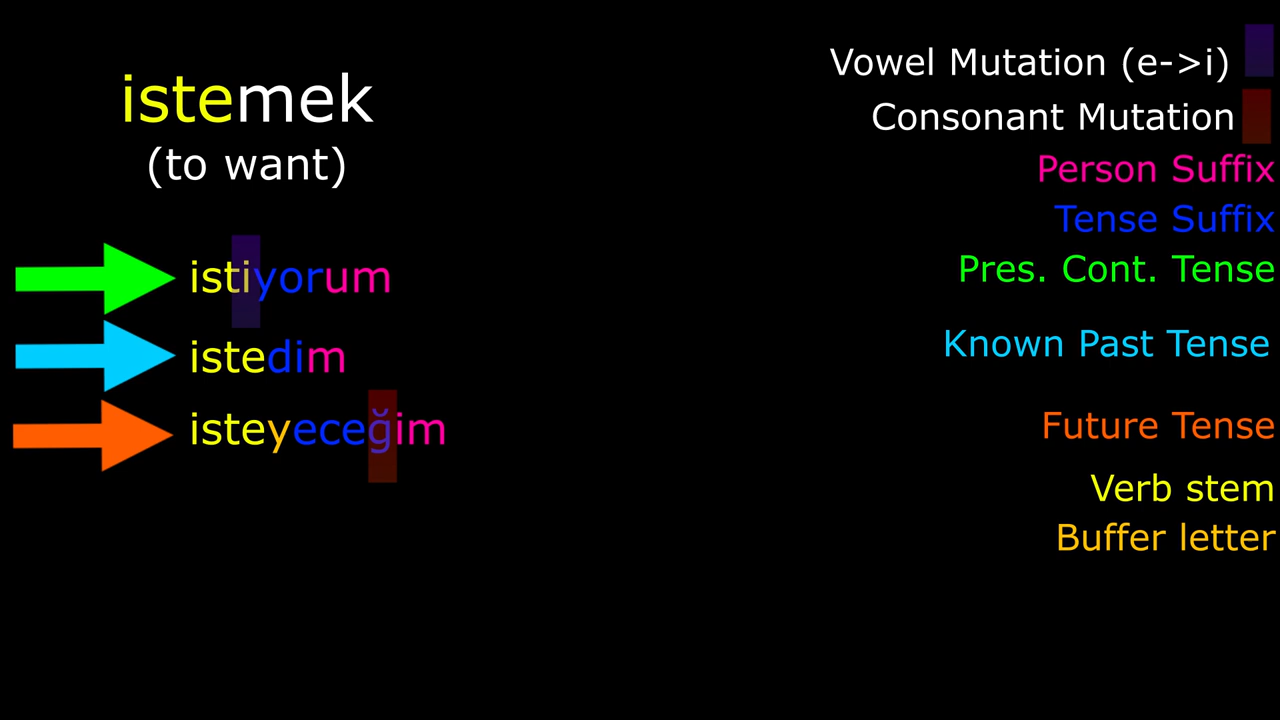 istemek
(to want)
istiyorum
istedim
isteyeceğim
Vowel Mutation (e->i)
Consonant Mutation
Person Suffix
Tense Suffix
Pres. Cont. Tense
Known Past Tense
Future Tense
Verb stem
Buffer letter